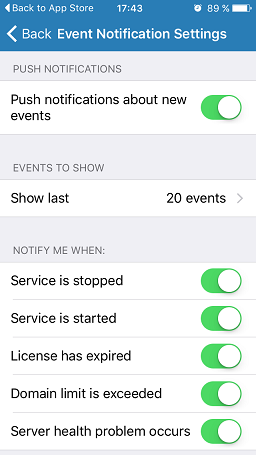 Back to App Store 17:43 89 %
Back Event Notification Settings
PUSH NOTIFICATIONS
Push notifications about new
events
EVENTS TO SHOW
Show last 20 events
NOTIFY ME WHEN:
Service is stopped
Service is started
License has expired
Domain limit is exceeded
Server health problem occurs